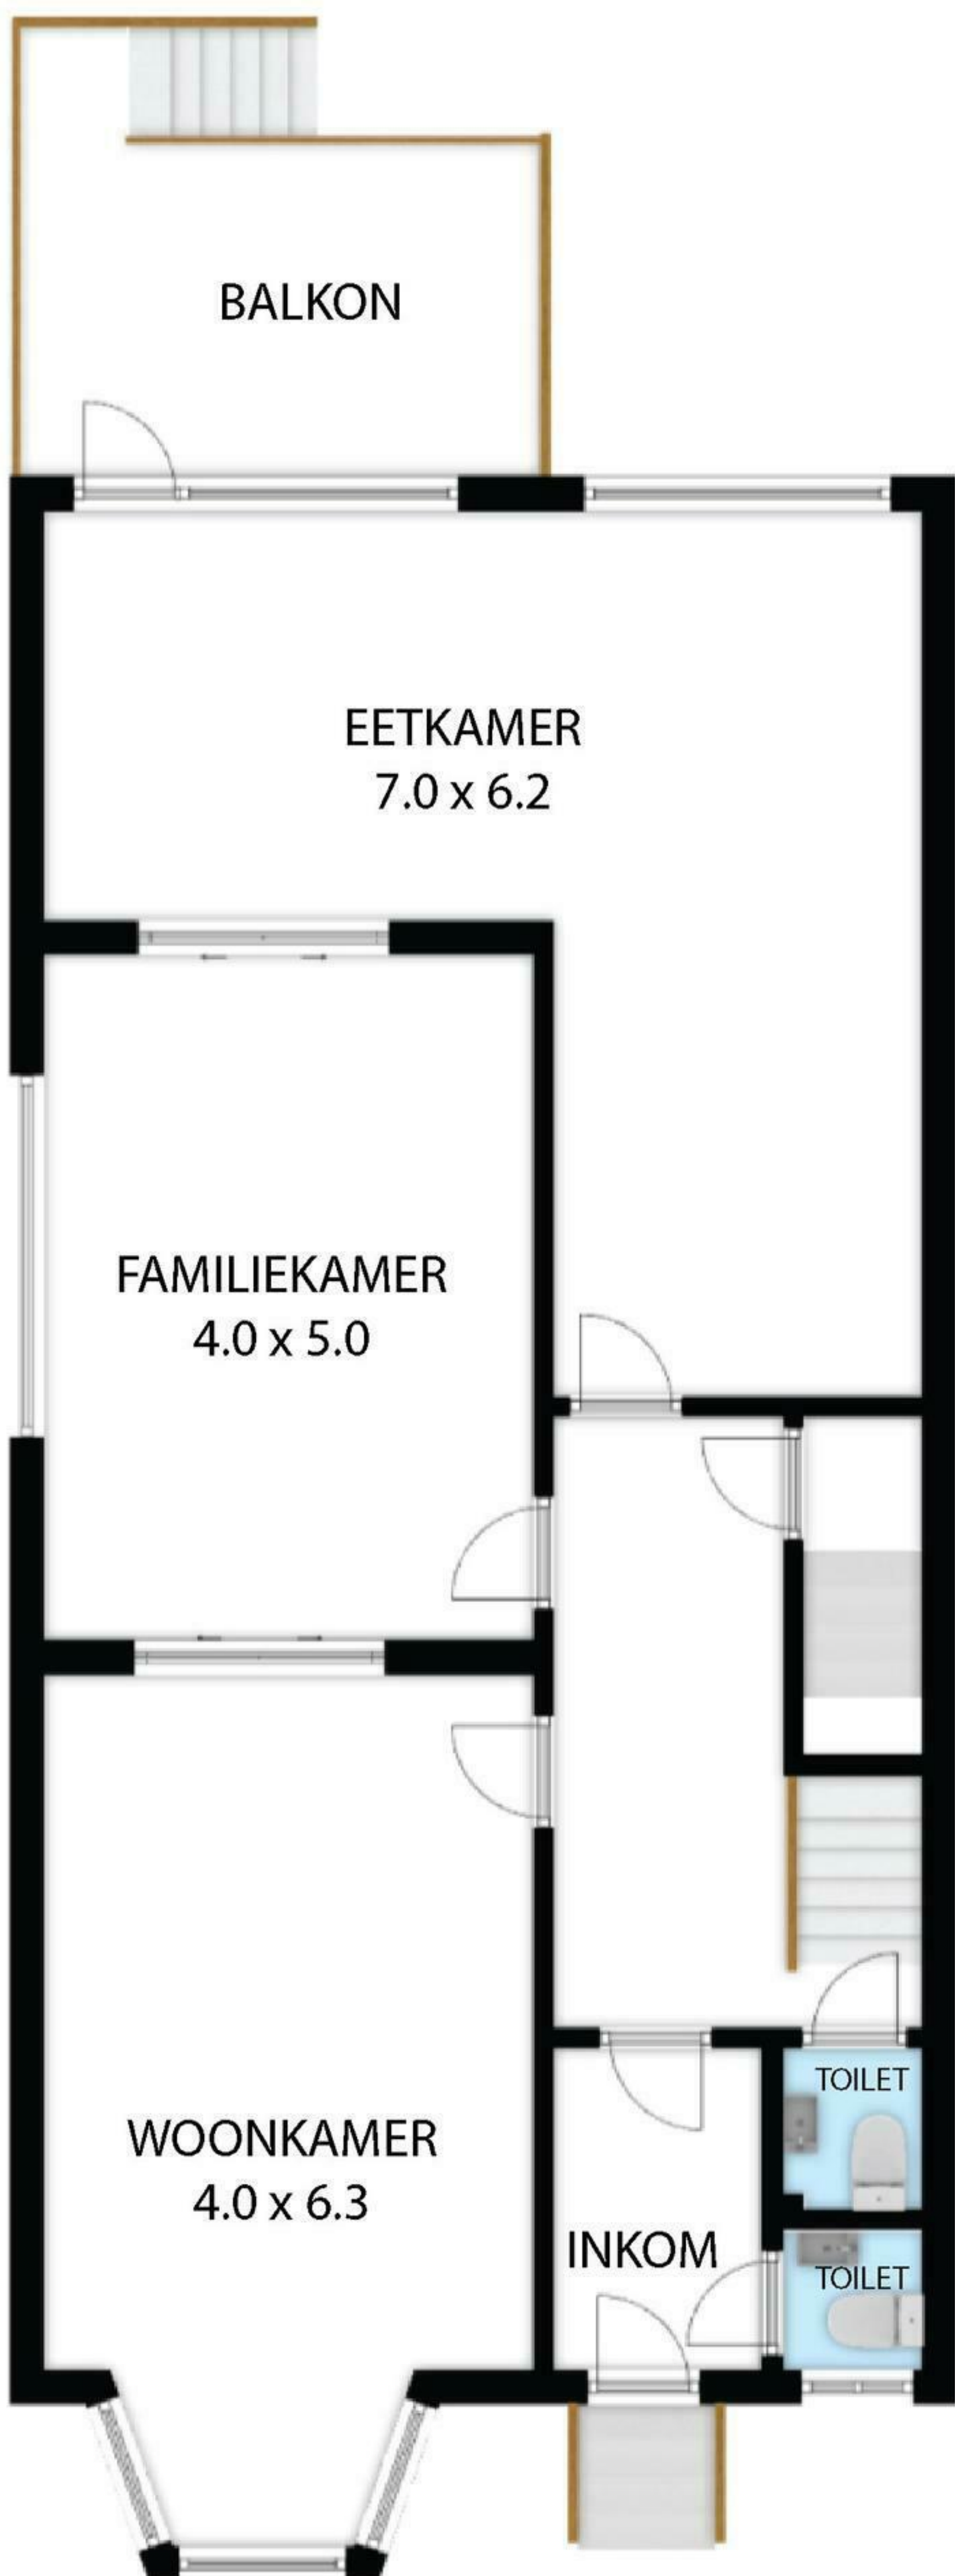 BALKON
EETKAMER
7.0 x 6.2
FAMILIEKAMER
4.0 x 5.0
WOONKAMER
4.0 x 6.3
TOILET
INKOM
TOILET